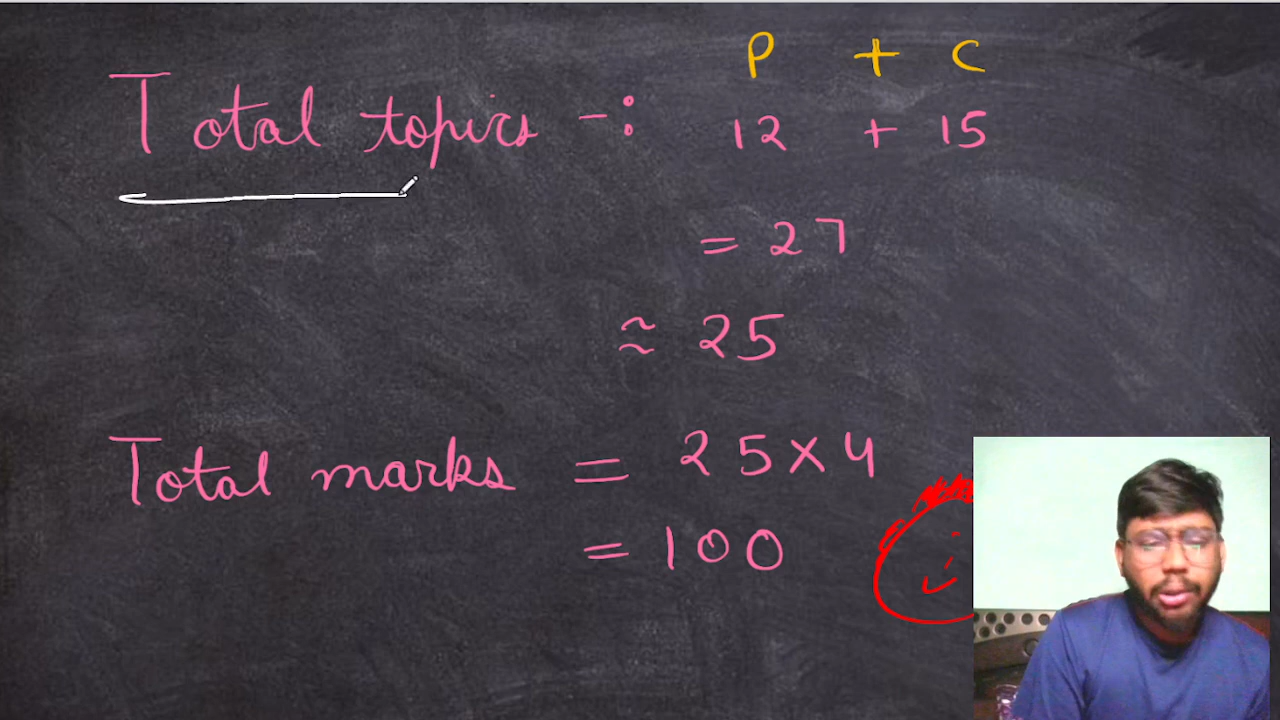 P + C
Total topics -: 12 + 15
= 27
≈ 25
Total marks = 25 × 4
= 100